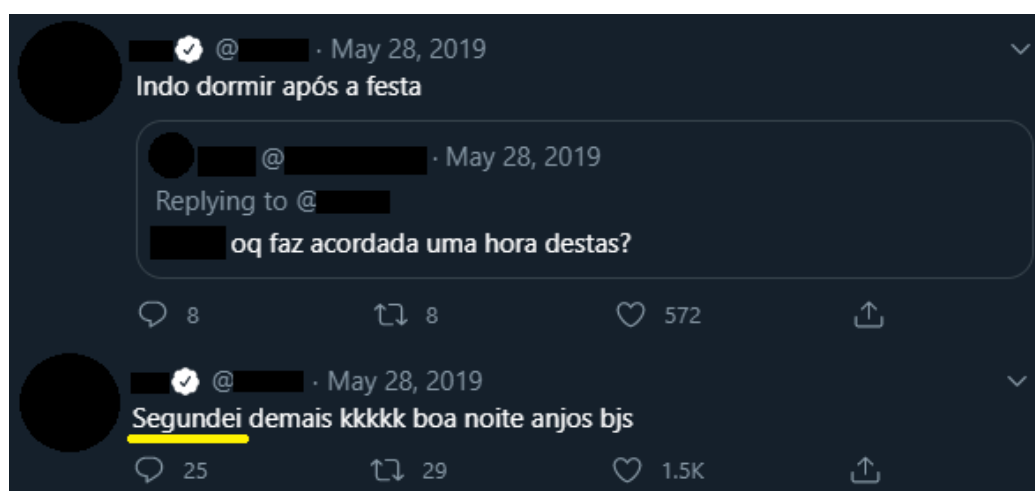 @ · May 28, 2019
Indo dormir após a festa
@ · May 28, 2019
Replying to @
oq faz acordada uma hora destas?
8 8 572
@ · May 28, 2019
Segundei demais kkkkk boa noite anjos bjs
25 29 1.5K